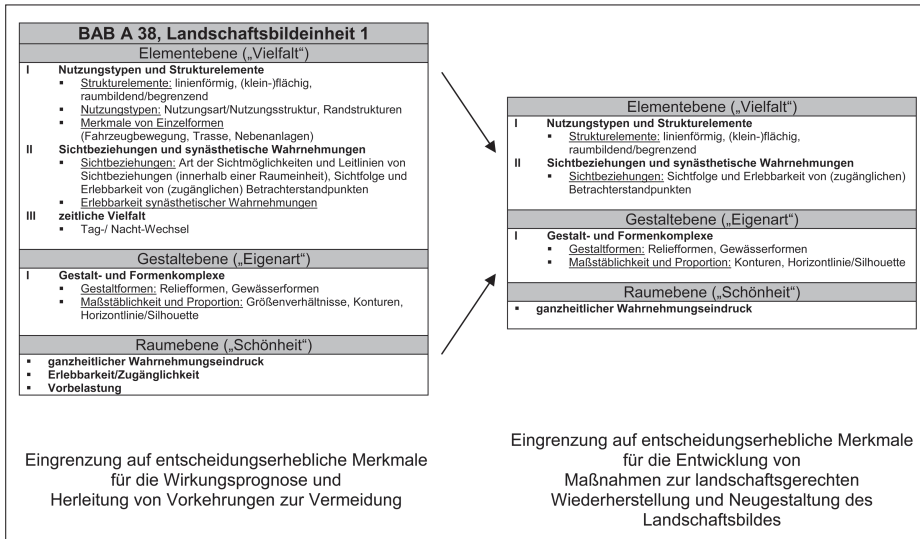 BAB A 38, Landschaftsbildeinheit 1
Elementebene („Vielfalt“)
I Nutzungstypen und Strukturelemente
▪ Strukturelemente: linienförmig, (klein-)flächig,
raumbildend/begrenzend
▪ Nutzungstypen: Nutzungsart/Nutzungsstruktur, Randstrukturen
▪ Merkmale von Einzelformen
(Fahrzeugbewegung, Trasse, Nebenanlagen)
II Sichtbeziehungen und synästhetische Wahrnehmungen
▪ Sichtbeziehungen: Art der Sichtmöglichkeiten und Leitlinien von
Sichtbeziehungen (innerhalb einer Raumeinheit), Sichtfolge und
Erlebbarkeit von (zugänglichen) Betrachterstandpunkten
▪ Erlebbarkeit synästhetischer Wahrnehmungen
III zeitliche Vielfalt
▪ Tag-/ Nacht-Wechsel
Gestaltebene („Eigenart“)
I Gestalt- und Formenkomplexe
▪ Gestaltformen: Reliefformen, Gewässerformen
▪ Maßstäblichkeit und Proportion: Größenverhältnisse, Konturen,
Horizontlinie/Silhouette
Raumebene („Schönheit“)
▪ ganzheitlicher Wahrnehmungseindruck
▪ Erlebbarkeit/Zugänglichkeit
▪ Vorbelastung
Eingrenzung auf entscheidungserhebliche Merkmale
für die Wirkungsprognose und
Herleitung von Vorkehrungen zur Vermeidung
Elementebene („Vielfalt“)
I Nutzungstypen und Strukturelemente
▪ Strukturelemente: linienförmig, (klein-)flächig,
raumbildend/begrenzend
II Sichtbeziehungen und synästhetische Wahrnehmungen
▪ Sichtbeziehungen: Sichtfolge und Erlebbarkeit von (zugänglichen)
Betrachterstandpunkten
Gestaltebene („Eigenart“)
I Gestalt- und Formenkomplexe
▪ Gestaltformen: Reliefformen, Gewässerformen
▪ Maßstäblichkeit und Proportion: Konturen, Horizontlinie/Silhouette
Raumebene („Schönheit“)
▪ ganzheitlicher Wahrnehmungseindruck
Eingrenzung auf entscheidungserhebliche Merkmale
für die Entwicklung von
Maßnahmen zur landschaftsgerechten
Wiederherstellung und Neugestaltung des
Landschaftsbildes